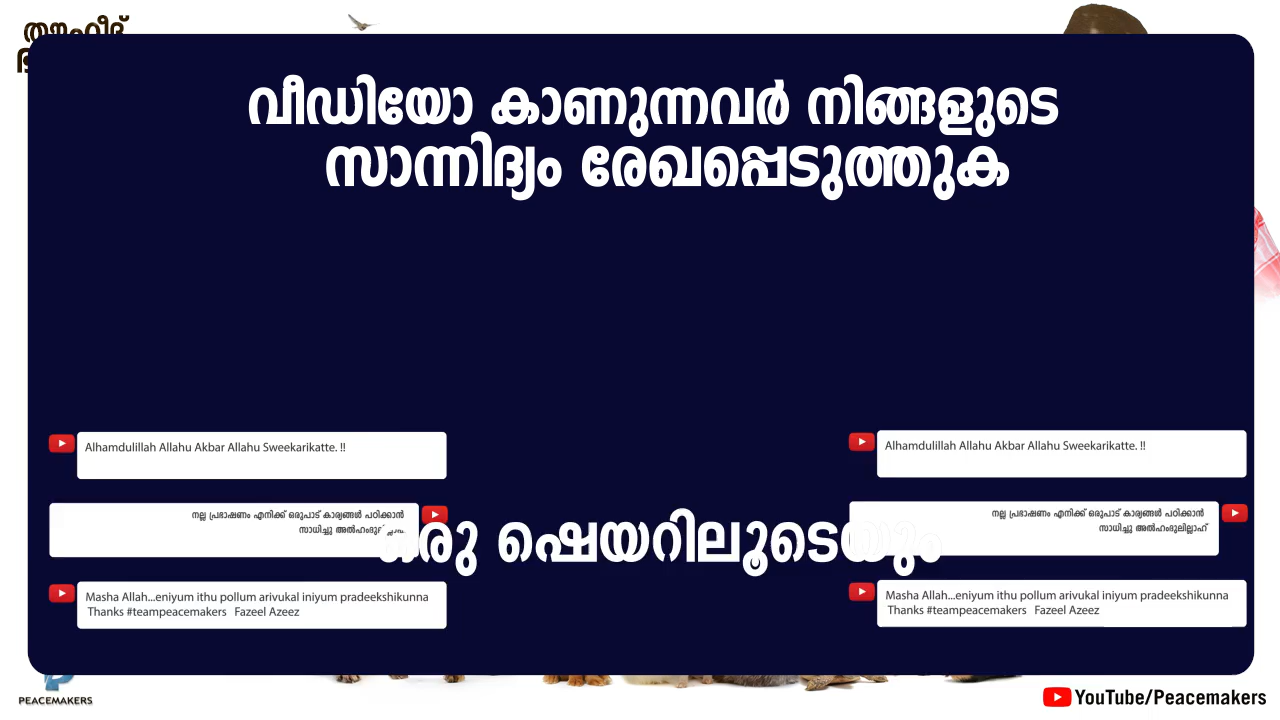 തൗഹീദ്
വീഡിയോ കാണുന്നവർ നിങ്ങളുടെ
സാന്നിദ്യം രേഖപ്പെടുത്തുക
Alhamdulillah Allahu Akbar Allahu Sweekarikatte. !!
Alhamdulillah Allahu Akbar Allahu Sweekarikatte. !!
നല്ല പ്രഭാഷണം എനിക്ക് ഒരുപാട് കാര്യങ്ങൾ പഠിക്കാൻ
സാധിച്ചു
നല്ല പ്രഭാഷണം എനിക്ക് ഒരുപാട് കാര്യങ്ങൾ പഠിക്കാൻ
സാധിച്ചു അൽഹംദുലില്ലാഹ്
ഒരു ഷെയറിലൂടെയും
Masha Allah...eniyum ithu pollum arivukal iniyum pradeekshikunna
Thanks #teampeacemakers Fazeel Azeez
Masha Allah...eniyum ithu pollum arivukal iniyum pradeekshikunna
Thanks #teampeacemakers Fazeel Azeez
PEACEMAKERS
YouTube/Peacemakers